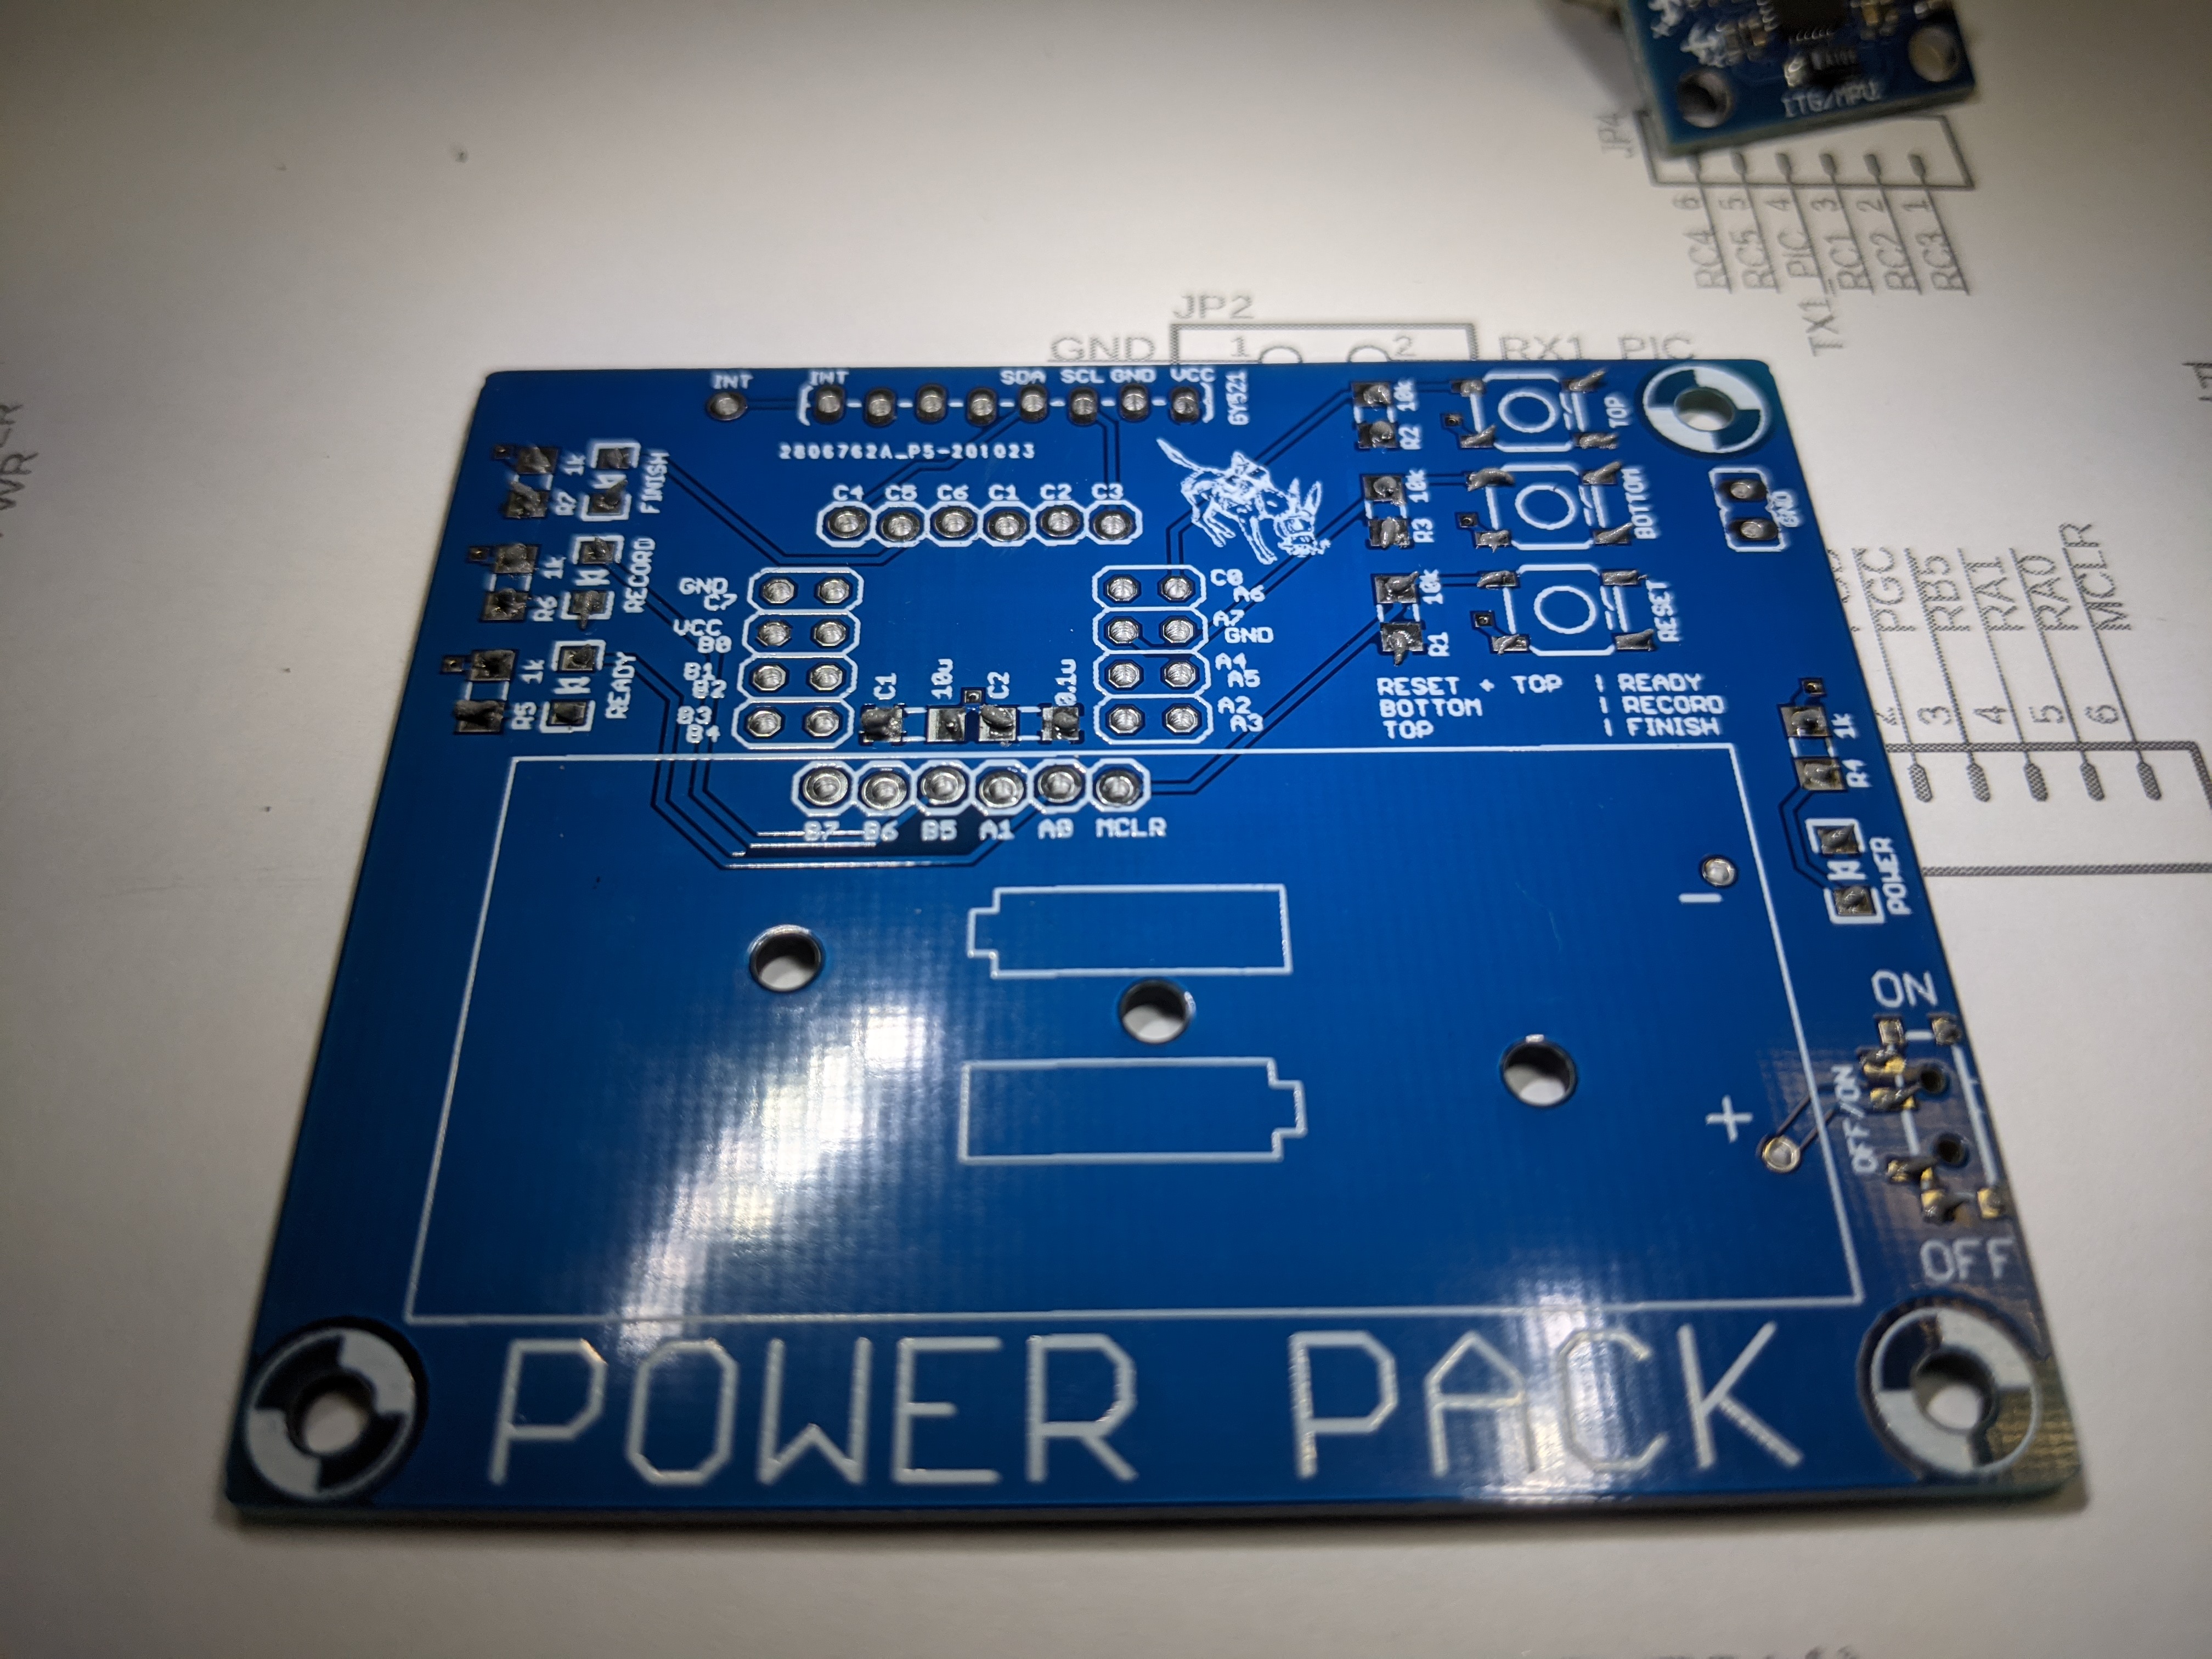 ITG/MPU
JP4
RC4 6
RC5 5
TX1_PIC 4
RC1 3
RC2 2
RC3 1
JP2
GND 1
2 RX1 PIC
INT
INT SDA SCL GND VCC
GY521
2806762A_P5-201023
C4 C5 C6 C1 C2 C3
R7 1k
FINISH
R6 1k
RECORD
R5 1k
READY
GND
VCC
B0
B1
B2
B3
B4
C0
A6
A7
GND
A4
A5
A2
A3
C1 10u C2 0.1u
R2 10k
TOP
R3 10k
BOTTOM
R1 10k
RESET
GND
RESET + TOP | READY
BOTTOM | RECORD
TOP | FINISH
B7 B6 B5 A1 A0 MCLR
R4 1k
POWER
-
+
ON
OFF/ON
OFF
POWER PACK
PGC
RB5
RA1
RA0
MCLR
2
3
4
5
6